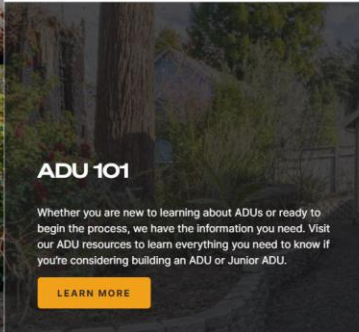 ADU 101
Whether you are new to learning about ADUs or ready to
begin the process, we have the information you need. Visit
our ADU resources to learn everything you need to know if
you're considering building an ADU or Junior ADU.
LEARN MORE